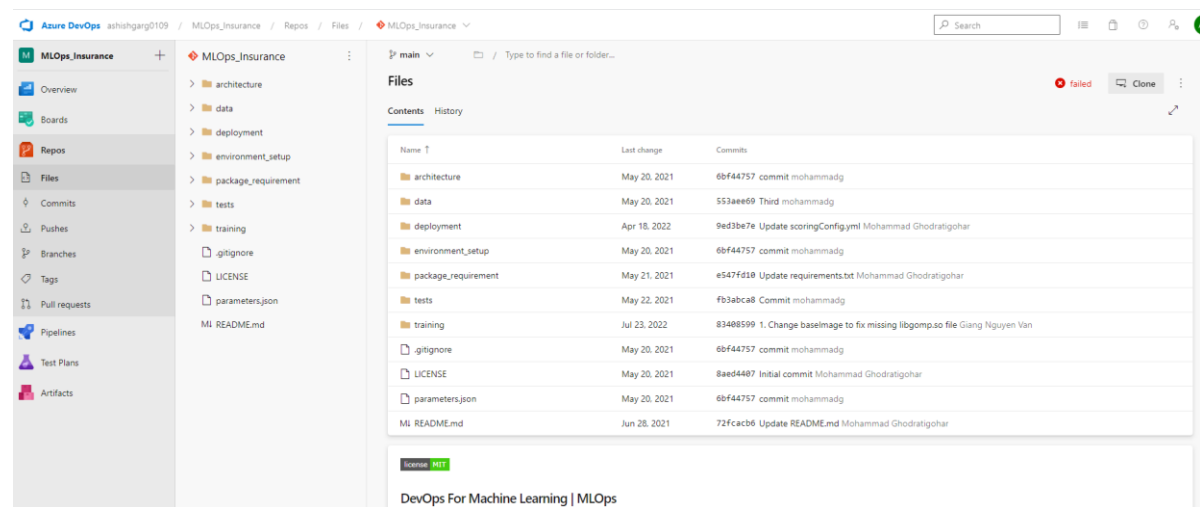 Azure DevOps ashishgarg0109 / MLOps_Insurance / Repos / Files / MLOps_Insurance
Search
M MLOps_Insurance
Overview
Boards
Repos
Files
Commits
Pushes
Branches
Tags
Pull requests
Pipelines
Test Plans
Artifacts
MLOps_Insurance
architecture
data
deployment
environment_setup
package_requirement
tests
training
.gitignore
LICENSE
parameters.json
M↓ README.md
main / Type to find a file or folder...
Files
failed Clone
Contents History
Name ↑ Last change Commits
architecture May 20, 2021 6bf44757 commit mohammadg
data May 20, 2021 553aee69 Third mohammadg
deployment Apr 18, 2022 9ed3be7e Update scoringConfig.yml Mohammad Ghodratigohar
environment_setup May 20, 2021 6bf44757 commit mohammadg
package_requirement May 21, 2021 e547fd10 Update requirements.txt Mohammad Ghodratigohar
tests May 22, 2021 fb3abca8 Commit mohammadg
training Jul 23, 2022 83408599 1. Change baseImage to fix missing libgomp.so file Giang Nguyen Van
.gitignore May 20, 2021 6bf44757 commit mohammadg
LICENSE May 20, 2021 8aed4407 Initial commit Mohammad Ghodratigohar
parameters.json May 20, 2021 6bf44757 commit mohammadg
M↓ README.md Jun 28, 2021 72fcacb6 Update README.md Mohammad Ghodratigohar
license MIT
DevOps For Machine Learning | MLOps